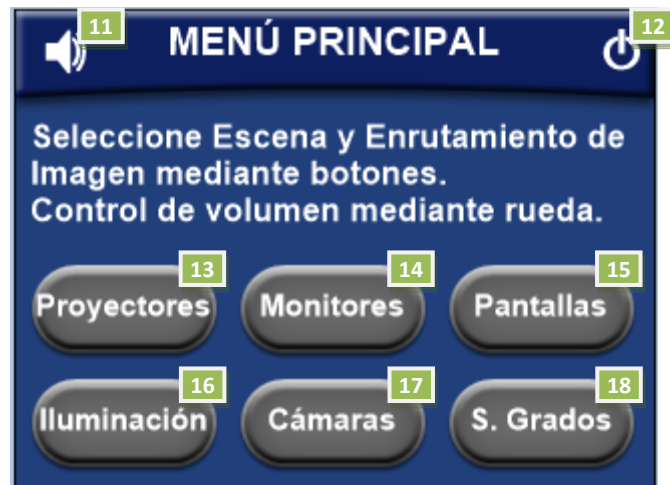 11 12
MENÚ PRINCIPAL
Seleccione Escena y Enrutamiento de
Imagen mediante botones.
Control de volumen mediante rueda.
13 14 15
Proyectores Monitores Pantallas
16 17 18
Iluminación Cámaras S. Grados